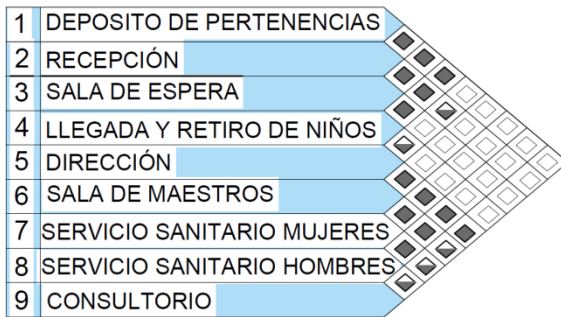 1 DEPOSITO DE PERTENENCIAS
2 RECEPCIÓN
3 SALA DE ESPERA
4 LLEGADA Y RETIRO DE NIÑOS
5 DIRECCIÓN
6 SALA DE MAESTROS
7 SERVICIO SANITARIO MUJERES
8 SERVICIO SANITARIO HOMBRES
9 CONSULTORIO